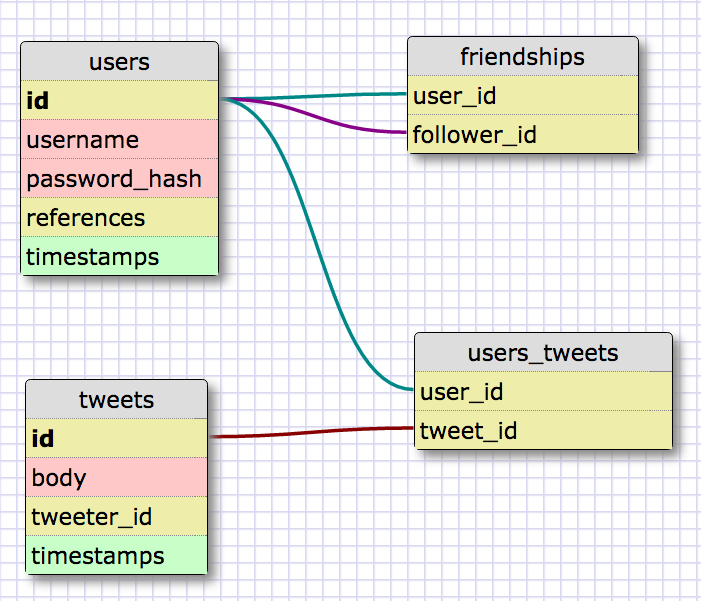 users
id
username
password_hash
references
timestamps
friendships
user_id
follower_id
users_tweets
user_id
tweet_id
tweets
id
body
tweeter_id
timestamps